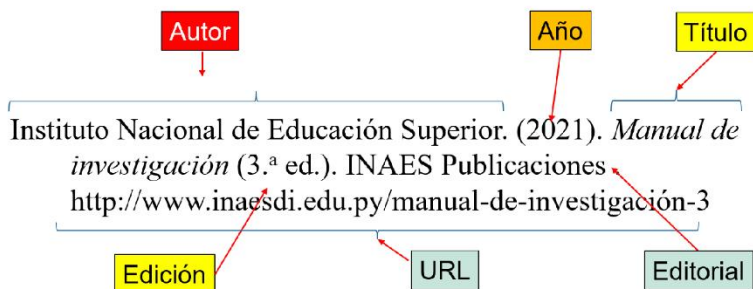 Autor Año Título
Instituto Nacional de Educación Superior. (2021). Manual de
investigación (3.ª ed.). INAES Publicaciones
http://www.inaesdi.edu.py/manual-de-investigación-3
Edición URL Editorial